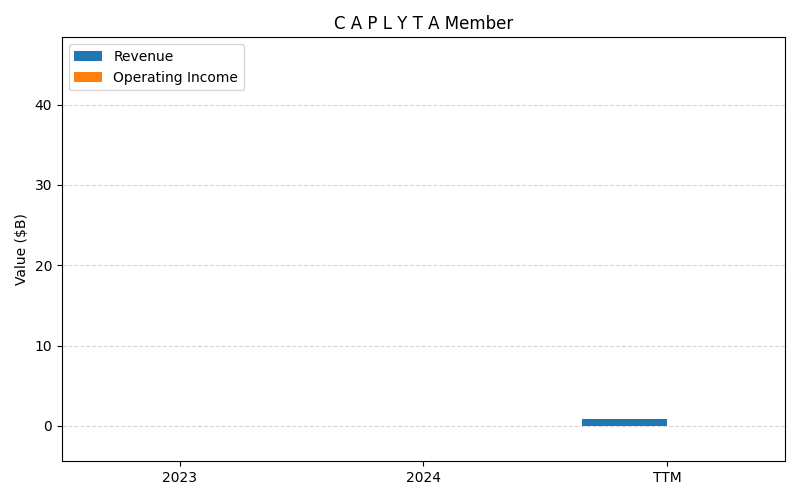 C A P L Y T A Member
Revenue
Operating Income
Value ($B)
40
30
20
10
0
2023
2024
TTM